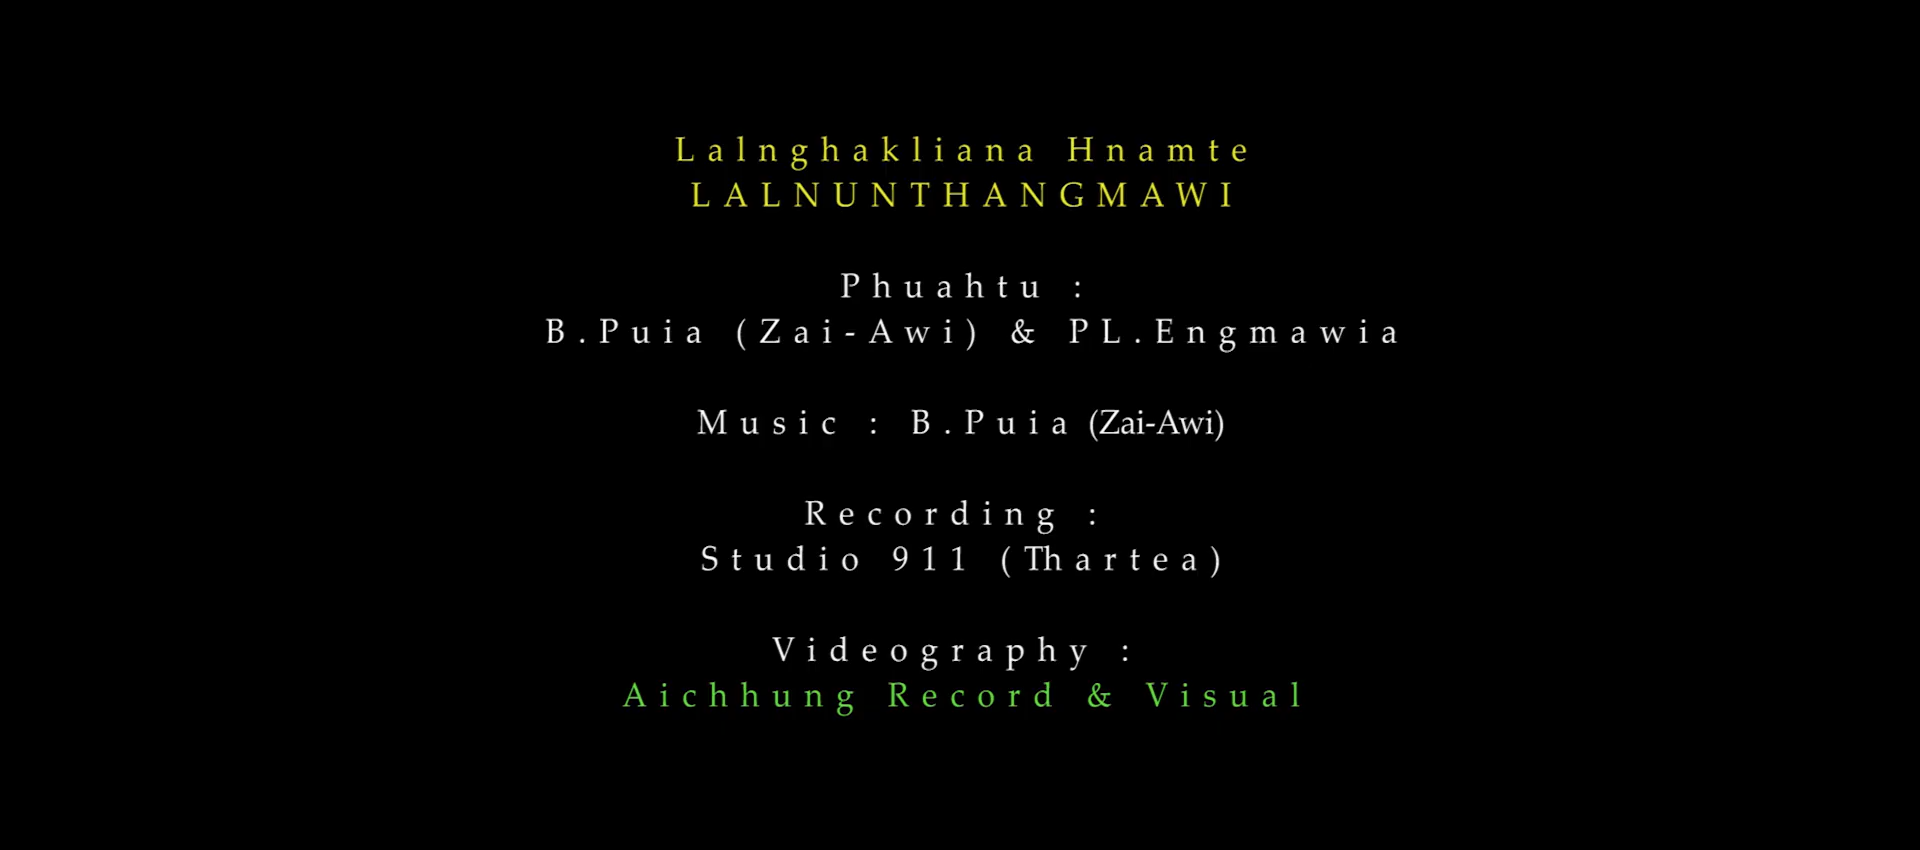 Lalnghakliana Hnamte
LALNUNTHANGMAWI
Phuahtu :
B.Puia (Zai-Awi) & PL.Engmawia
Music : B.Puia (Zai-Awi)
Recording :
Studio 911 (Thartea)
Videography :
Aichhung Record & Visual